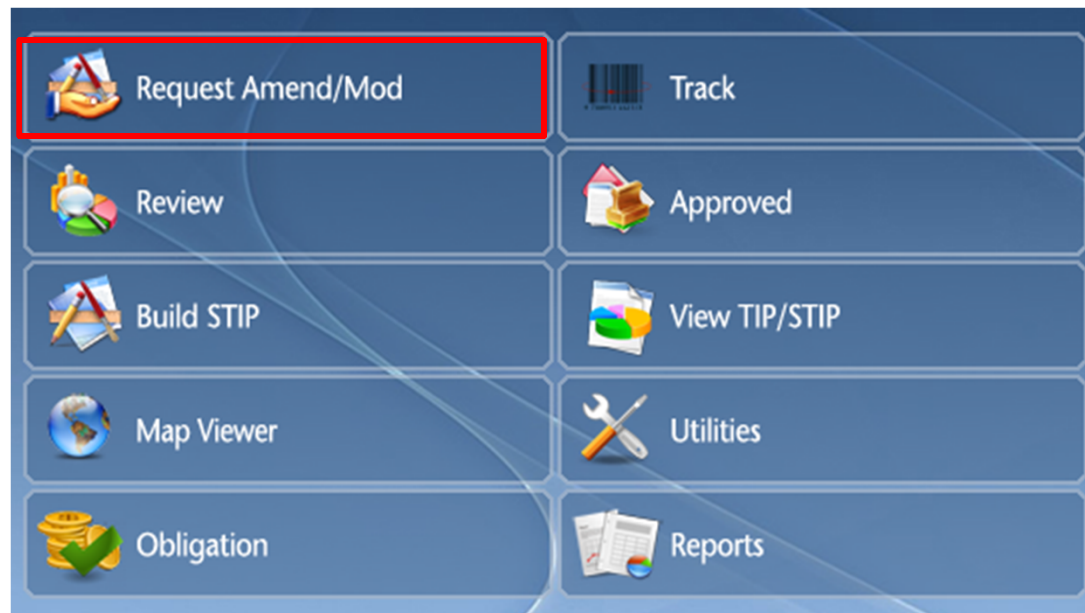 Request Amend/Mod
Track
Review
Approved
Build STIP
View TIP/STIP
Map Viewer
Utilities
Obligation
Reports